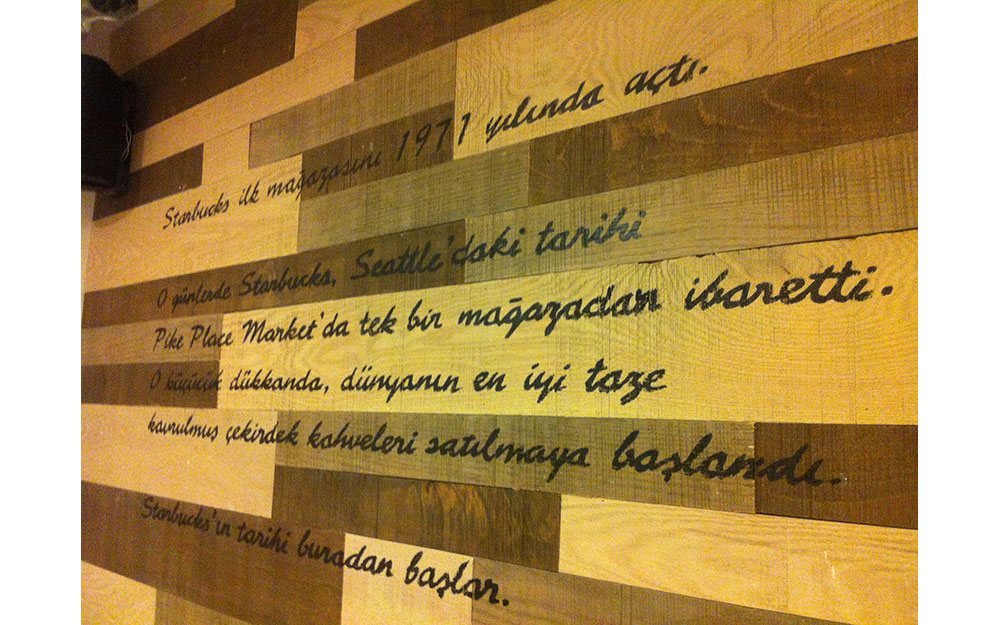 Starbucks ilk mağazasını 1971 yılında açtı.
O günlerde Starbucks, Seattle'daki tarihi
Pike Place Market'da tek bir mağazadan ibaretti.
O küçücük dükkanda, dünyanın en iyi taze
kavrulmuş çekirdek kahveleri satılmaya başlandı.
Starbucks'ın tarihi buradan başlar.